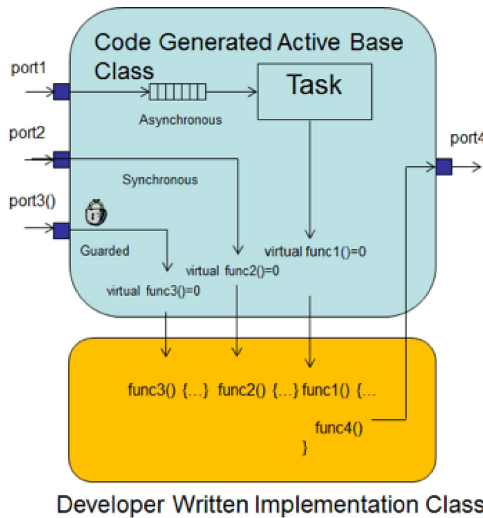 Code Generated Active Base
Class
port1
Task
Asynchronous
port2
port4
Synchronous
port3()
Guarded
virtual func1()=0
virtual func2()=0
virtual func3()=0
func3() {...} func2() {...} func1() {...
func4()
}
Developer Written Implementation Class